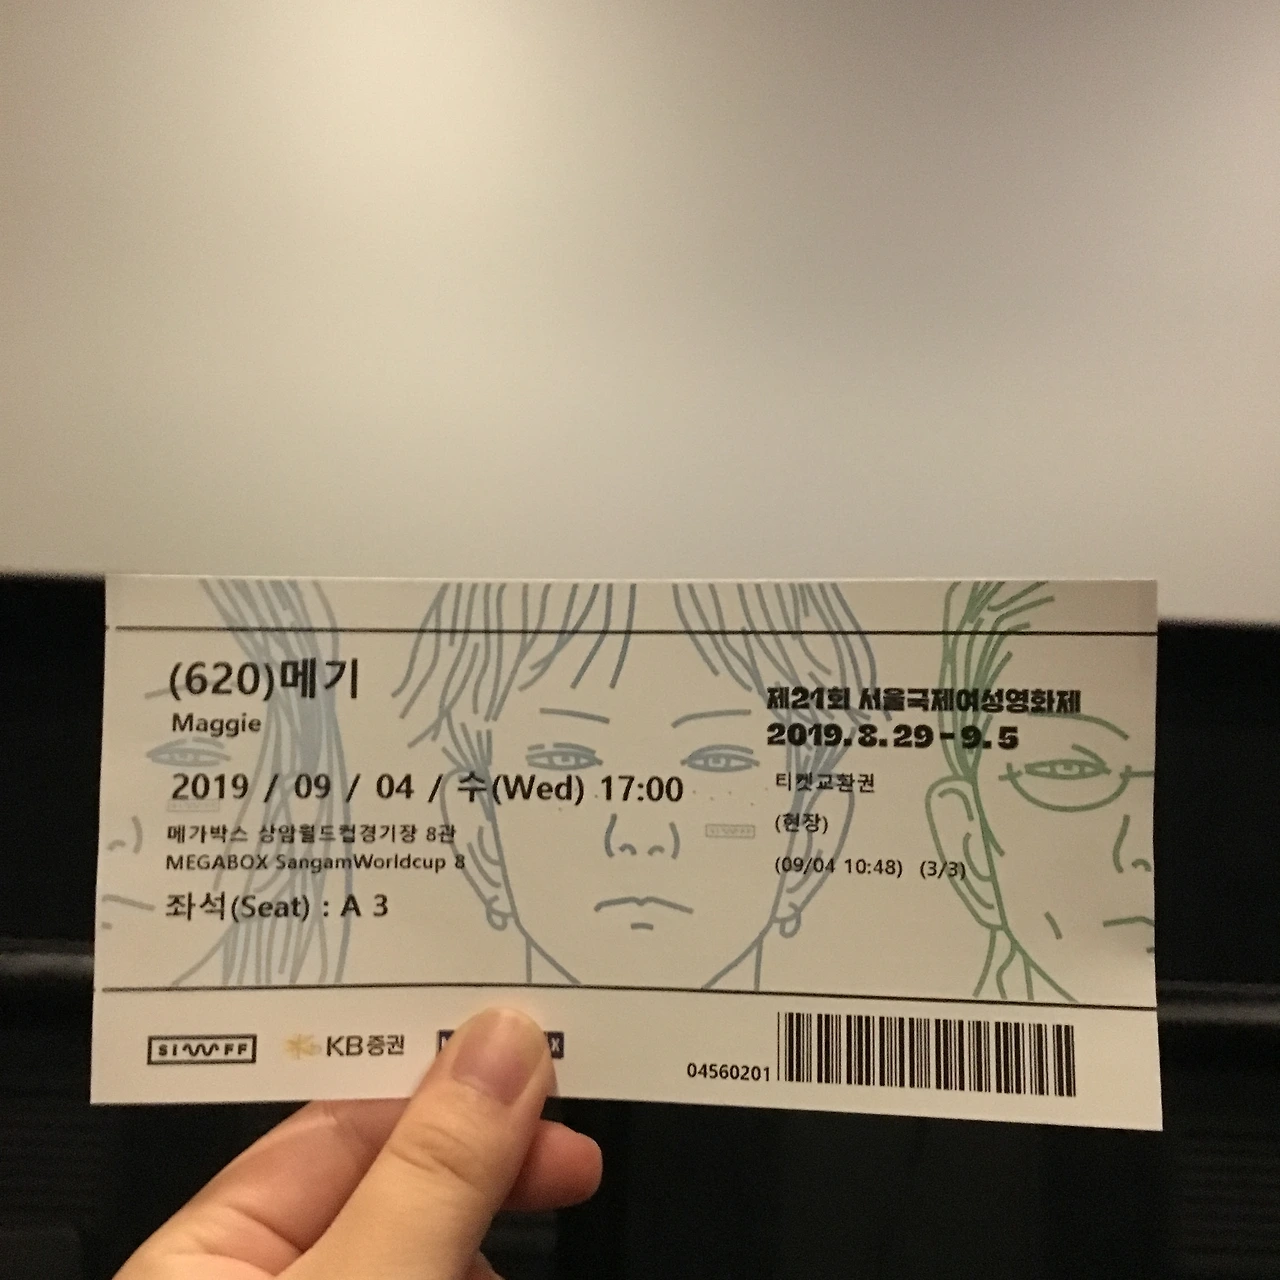 (620)메기
Maggie
2019 / 09 / 04 / 수(Wed) 17:00
메가박스 상암월드컵경기장 8관
MEGABOX SangamWorldcup 8
좌석(Seat) : A 3
제21회 서울국제여성영화제
2019.8.29-9.5
티켓교환권
(현장)
(09/04 10:48) (3/3)
SIWFF
KB증권
04560201